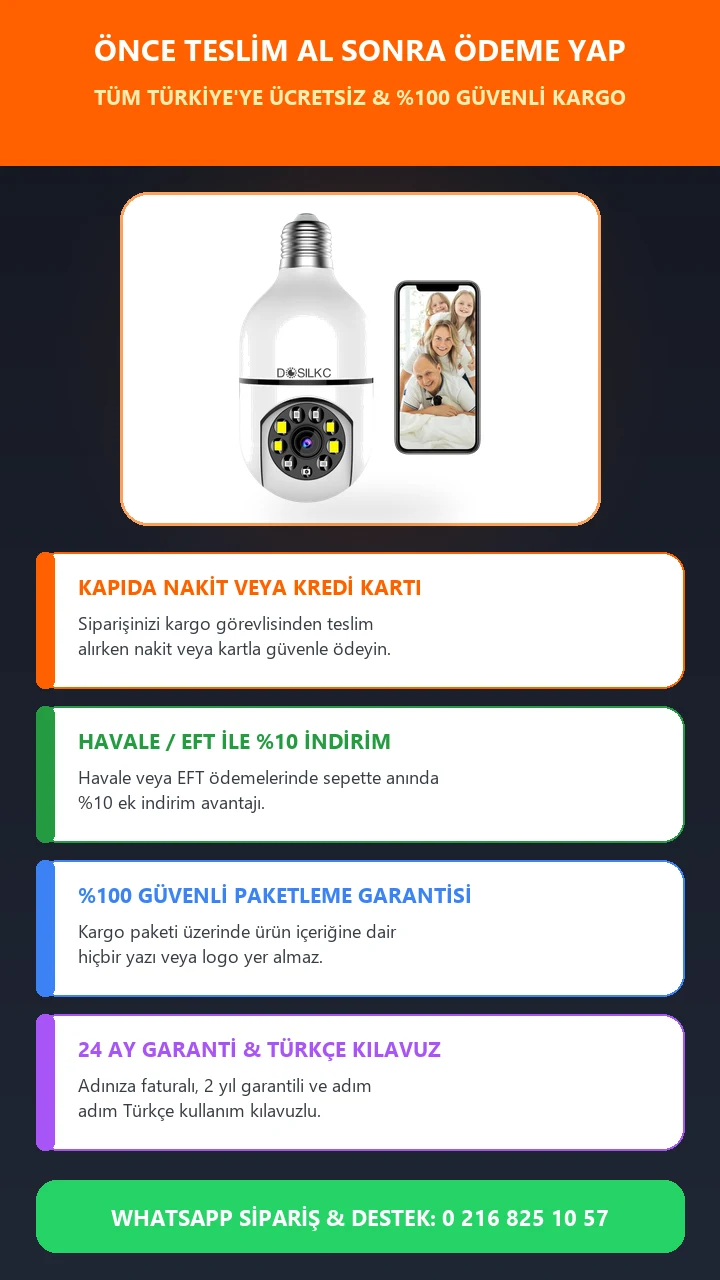 ÖNCE TESLİM AL SONRA ÖDEME YAP
TÜM TÜRKİYE'YE ÜCRETSİZ & %100 GÜVENLİ KARGO
DOSILKC
KAPIDA NAKİT VEYA KREDİ KARTI
Siparişinizi kargo görevlisinden teslim
alırken nakit veya kartla güvenle ödeyin.
HAVALE / EFT İLE %10 İNDİRİM
Havale veya EFT ödemelerinde sepette anında
%10 ek indirim avantajı.
%100 GÜVENLİ PAKETLEME GARANTİSİ
Kargo paketi üzerinde ürün içeriğine dair
hiçbir yazı veya logo yer almaz.
24 AY GARANTİ & TÜRKÇE KILAVUZ
Adınıza faturalı, 2 yıl garantili ve adım
adım Türkçe kullanım kılavuzlu.
WHATSAPP SİPARİŞ & DESTEK: 0 216 825 10 57